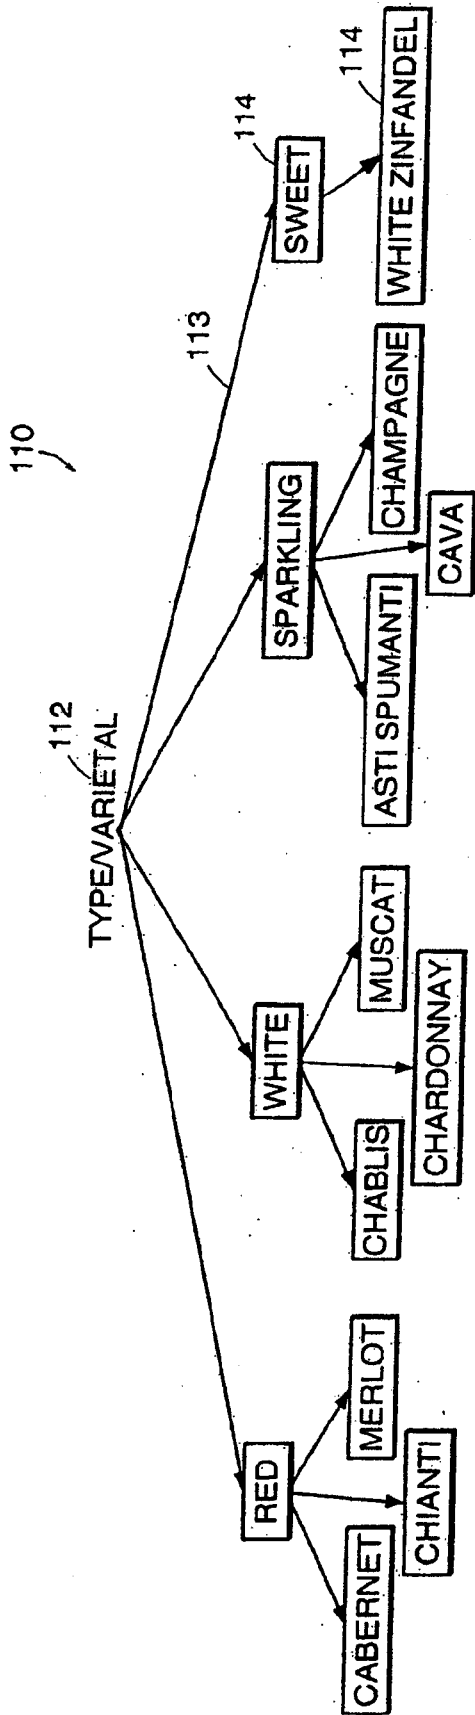 110
TYPE/VARIETAL 112
113
RED
WHITE
SPARKLING
SWEET 114
CABERNET
CHIANTI
MERLOT
CHABLIS
CHARDONNAY
MUSCAT
ASTI SPUMANTI
CAVA
CHAMPAGNE
WHITE ZINFANDEL 114